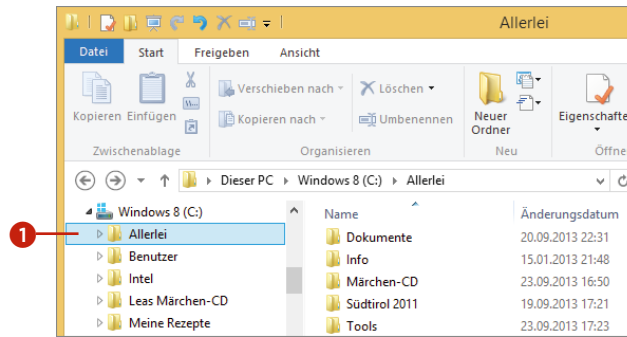 Allerlei
Datei Start Freigeben Ansicht
Kopieren Einfügen
Verschieben nach
Kopieren nach
Löschen
Umbenennen
Neuer
Ordner
Eigenschafte
Zwischenablage Organisieren Neu Öffne
Dieser PC Windows 8 (C:) Allerlei
Windows 8 (C:)
1 Allerlei
Benutzer
Intel
Leas Märchen-CD
Meine Rezepte
Name Änderungsdatum
Dokumente 20.09.2013 22:31
Info 15.01.2013 21:48
Märchen-CD 23.09.2013 16:50
Südtirol 2011 19.09.2013 17:21
Tools 23.09.2013 17:23